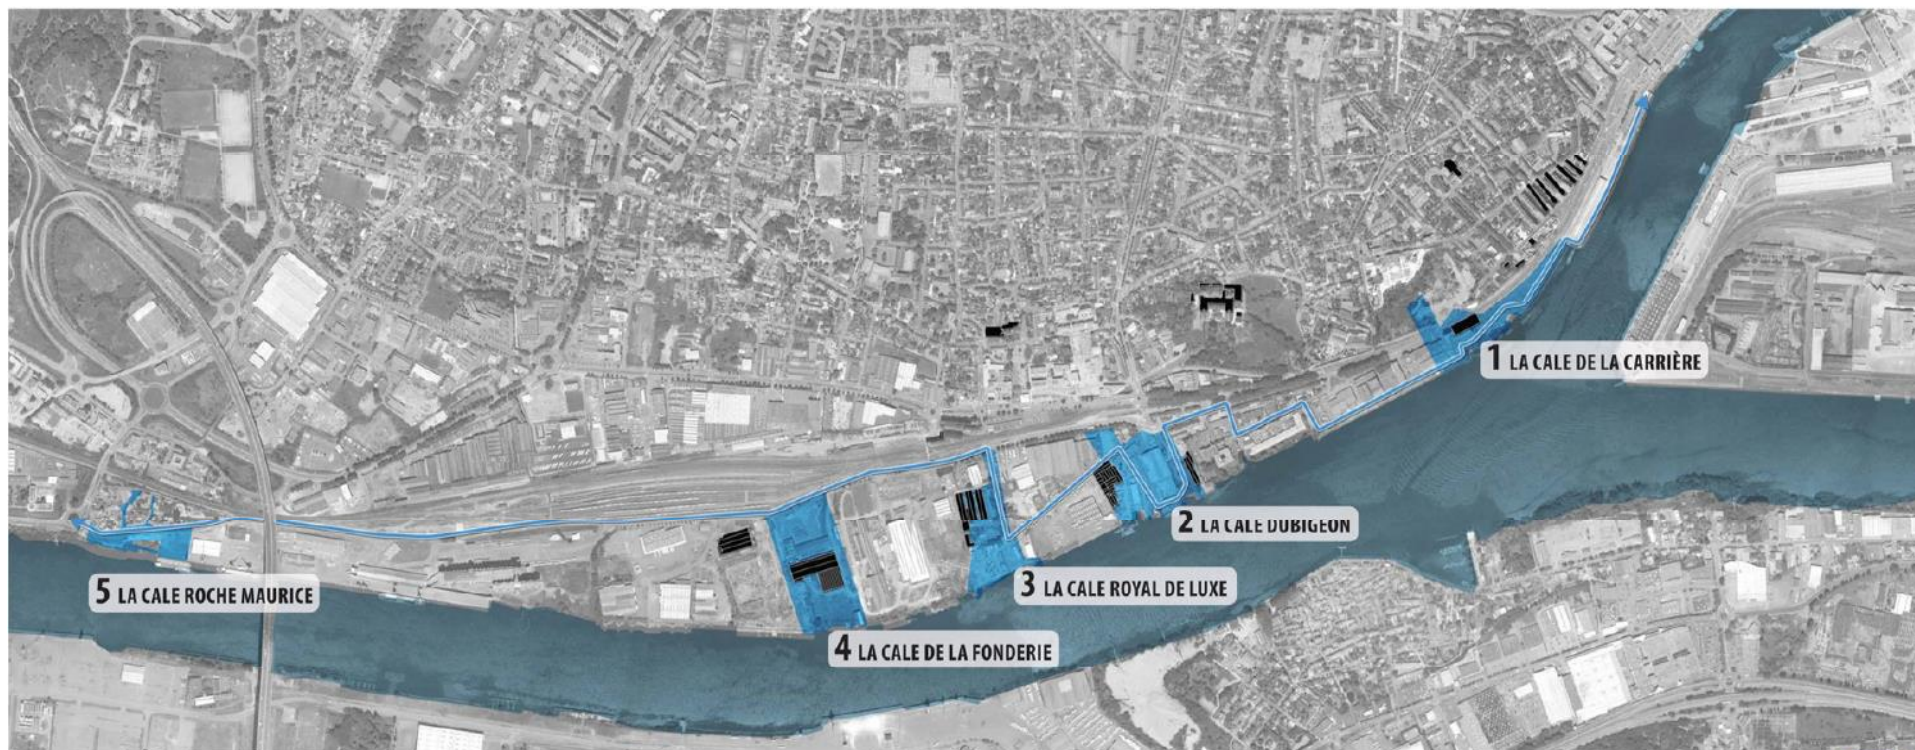 1 LA CALE DE LA CARRIÈRE
2 LA CALE DUBIGEON
3 LA CALE ROYAL DE LUXE
5 LA CALE ROCHE MAURICE
4 LA CALE DE LA FONDERIE